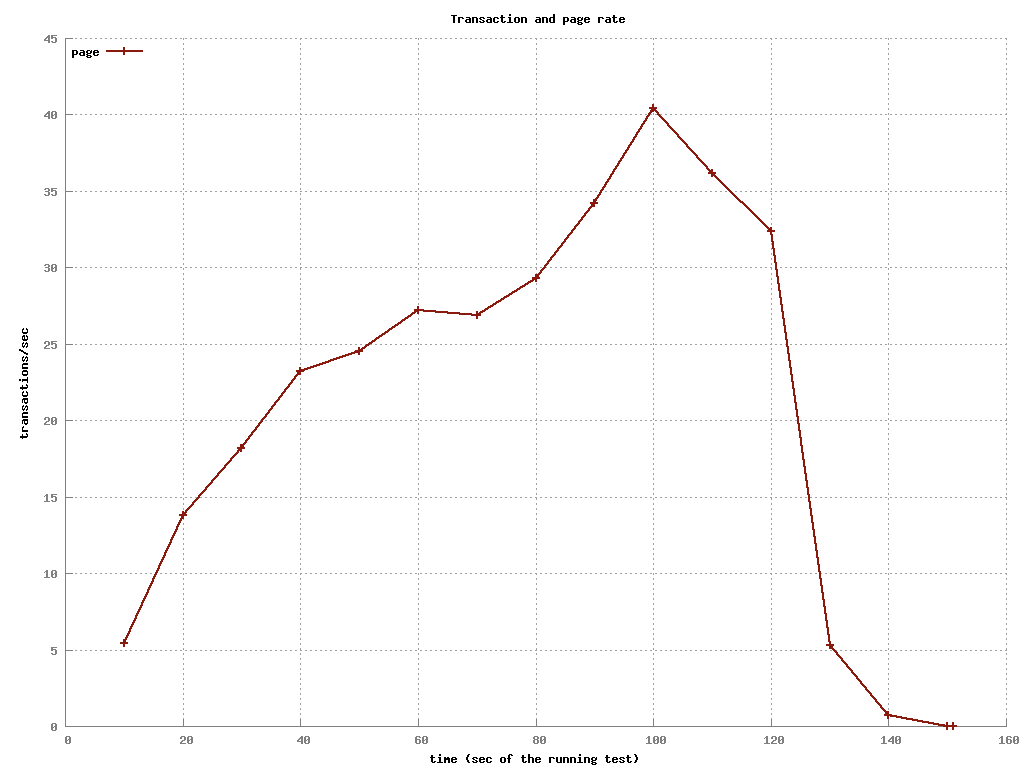 Transaction and page rate
page
45
40
35
30
25
20
15
10
5
0
transactions/sec
0 20 40 60 80 100 120 140 160
time (sec of the running test)